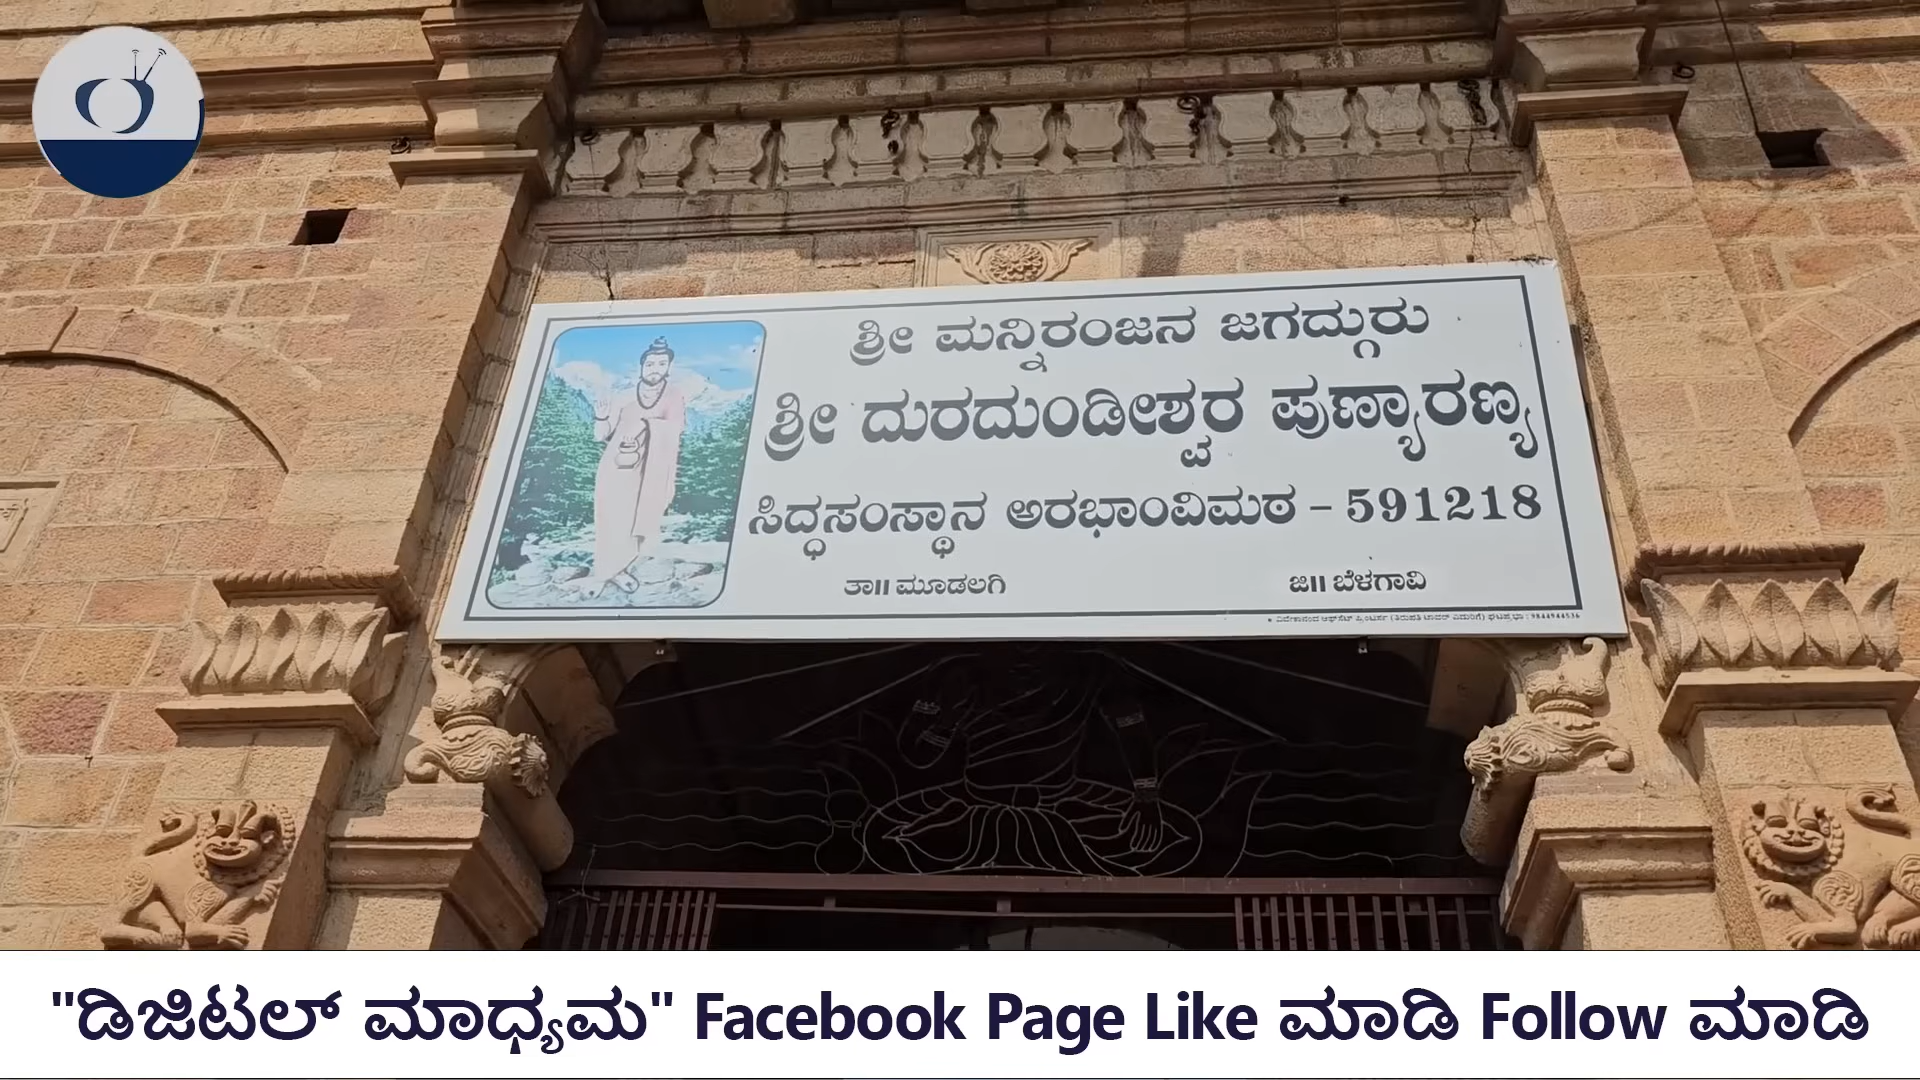 ಶ್ರೀ ಮನ್ನಿರಂಜನ ಜಗದ್ಗುರು
ಶ್ರೀ ದುರದುಂಡೀಶ್ವರ ಪುಣ್ಯಾರಣ್ಯ
ಸಿದ್ಧಸಂಸ್ಥಾನ ಅರಭಾಂವಿಮಠ - 591218
ತಾ॥ ಮೂಡಲಗಿ ಜಿ॥ ಬೆಳಗಾವಿ
"ಡಿಜಿಟಲ್ ಮಾಧ್ಯಮ" Facebook Page Like ಮಾಡಿ Follow ಮಾಡಿ